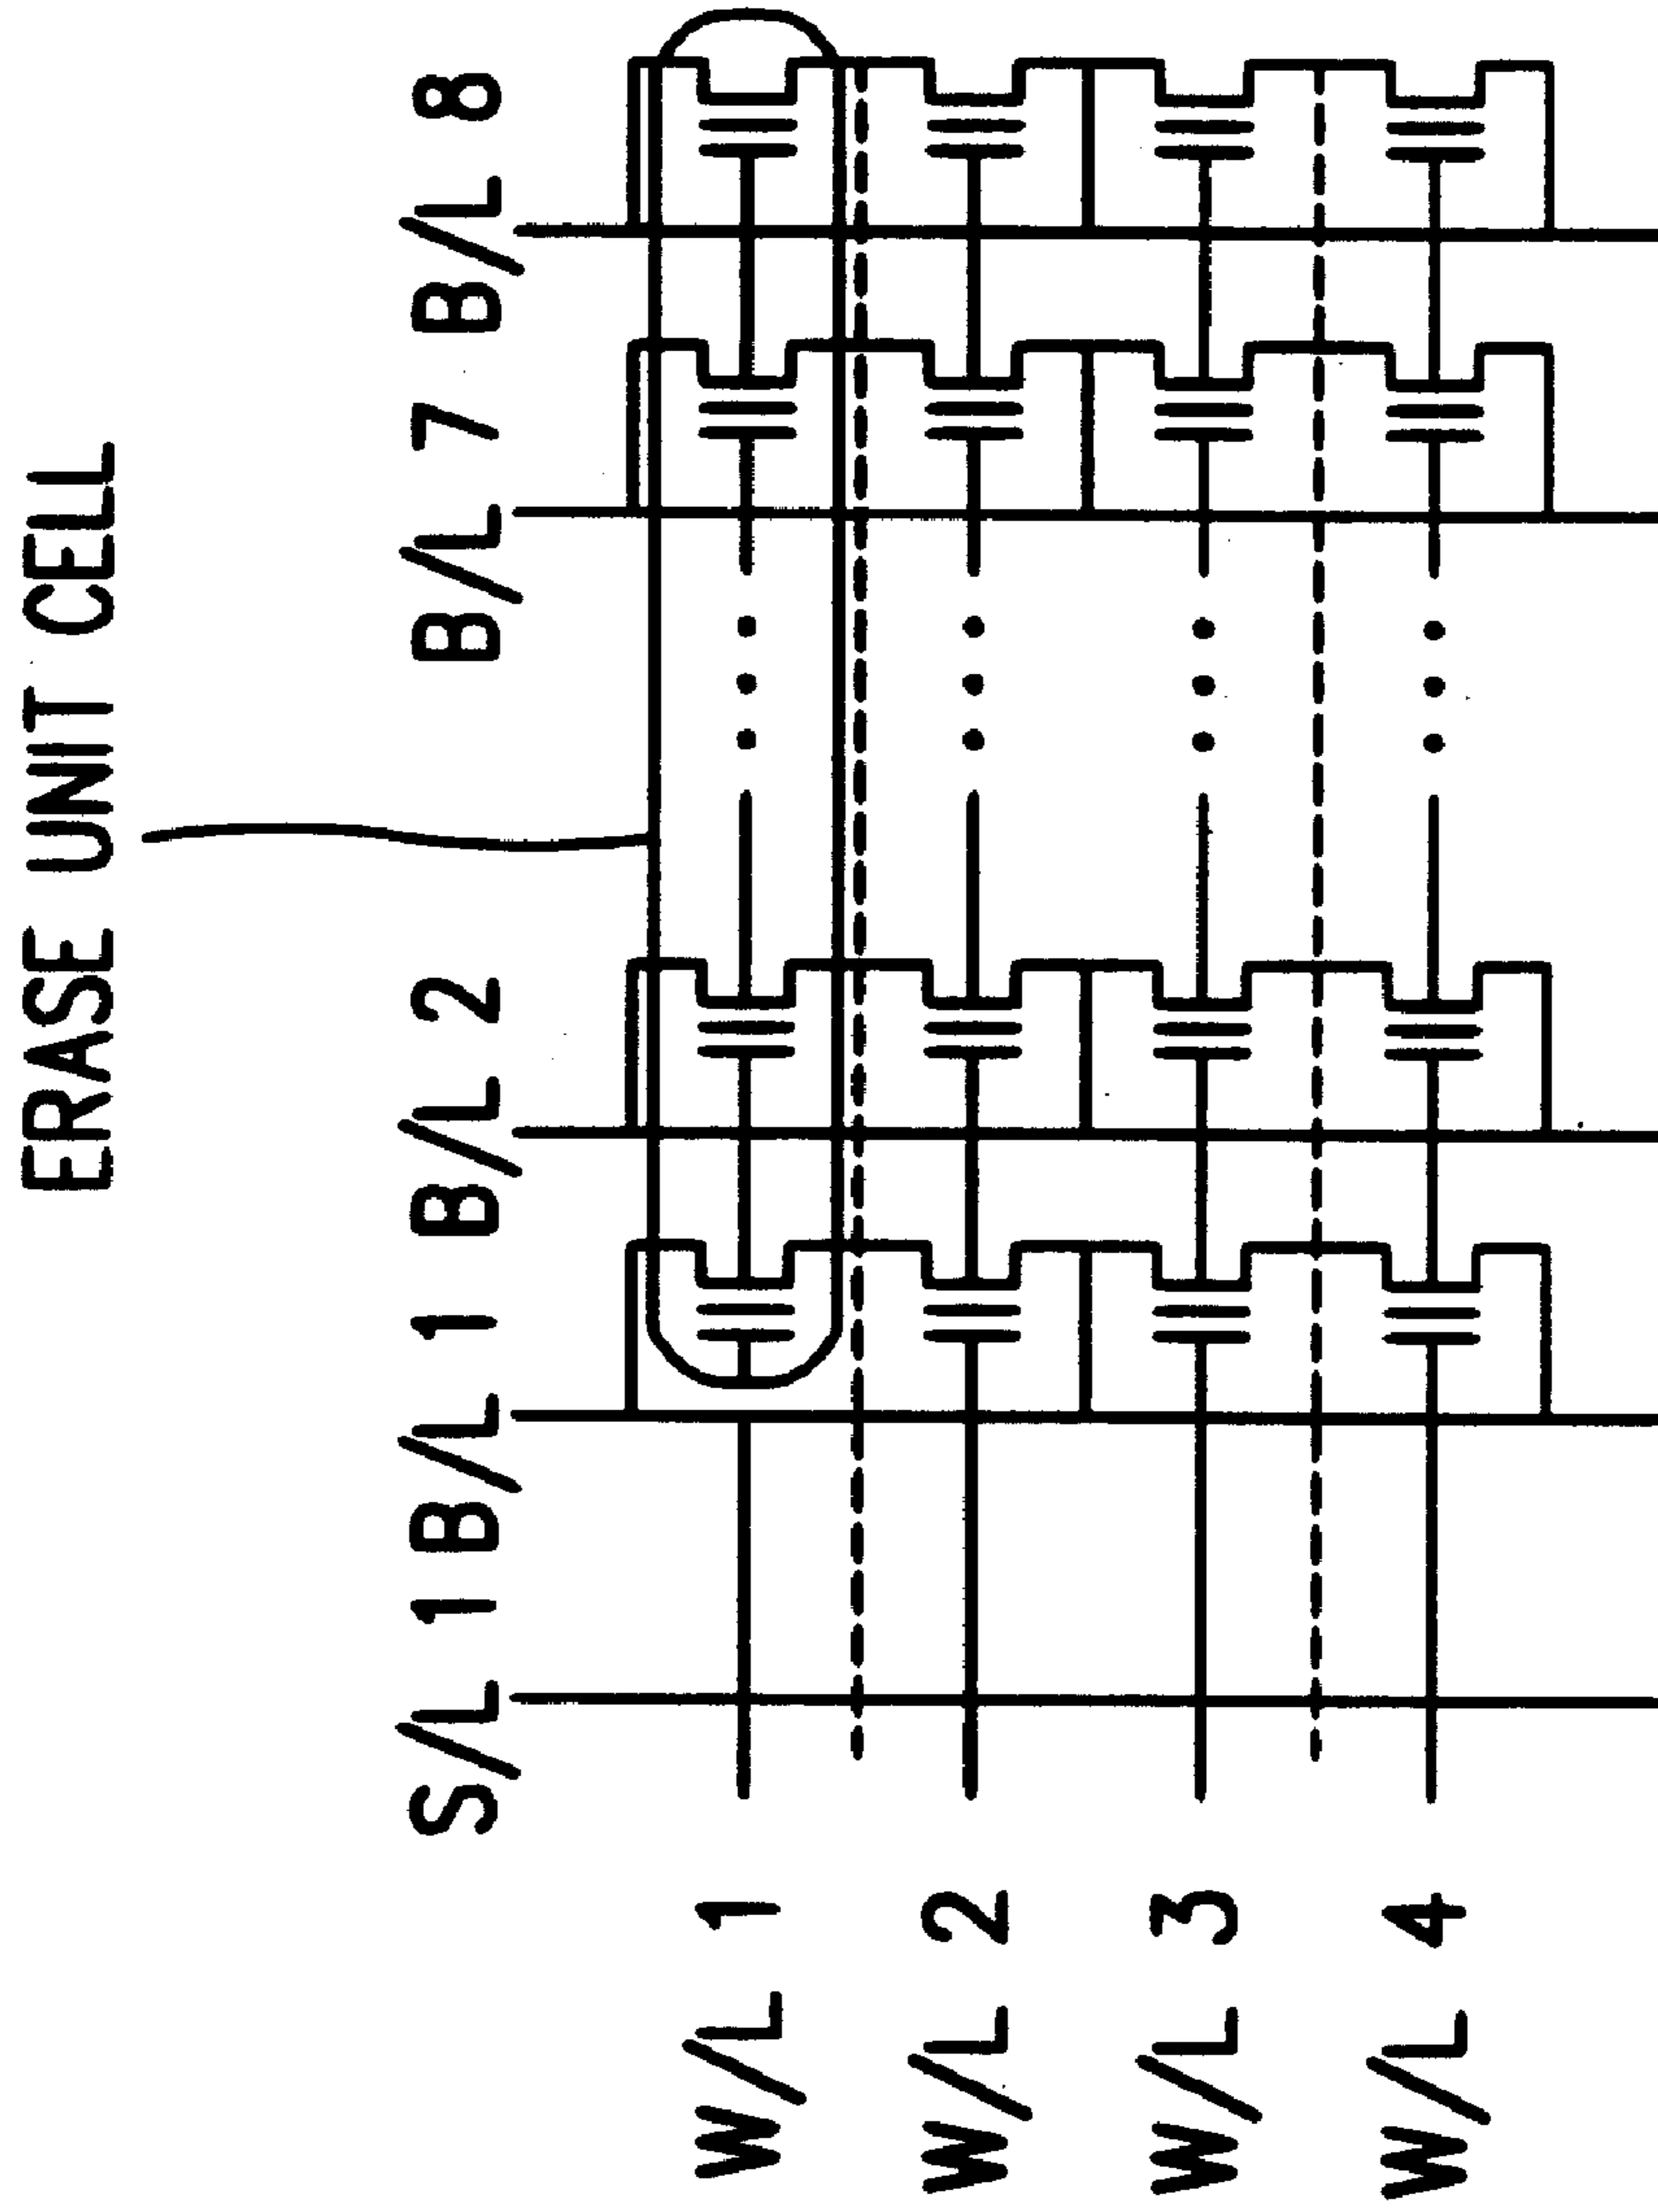 ERASE UNIT CELL
S/L 1 B/L 1 B/L 2 B/L 7 B/L 8
W/L 1
W/L 2
W/L 3
W/L 4